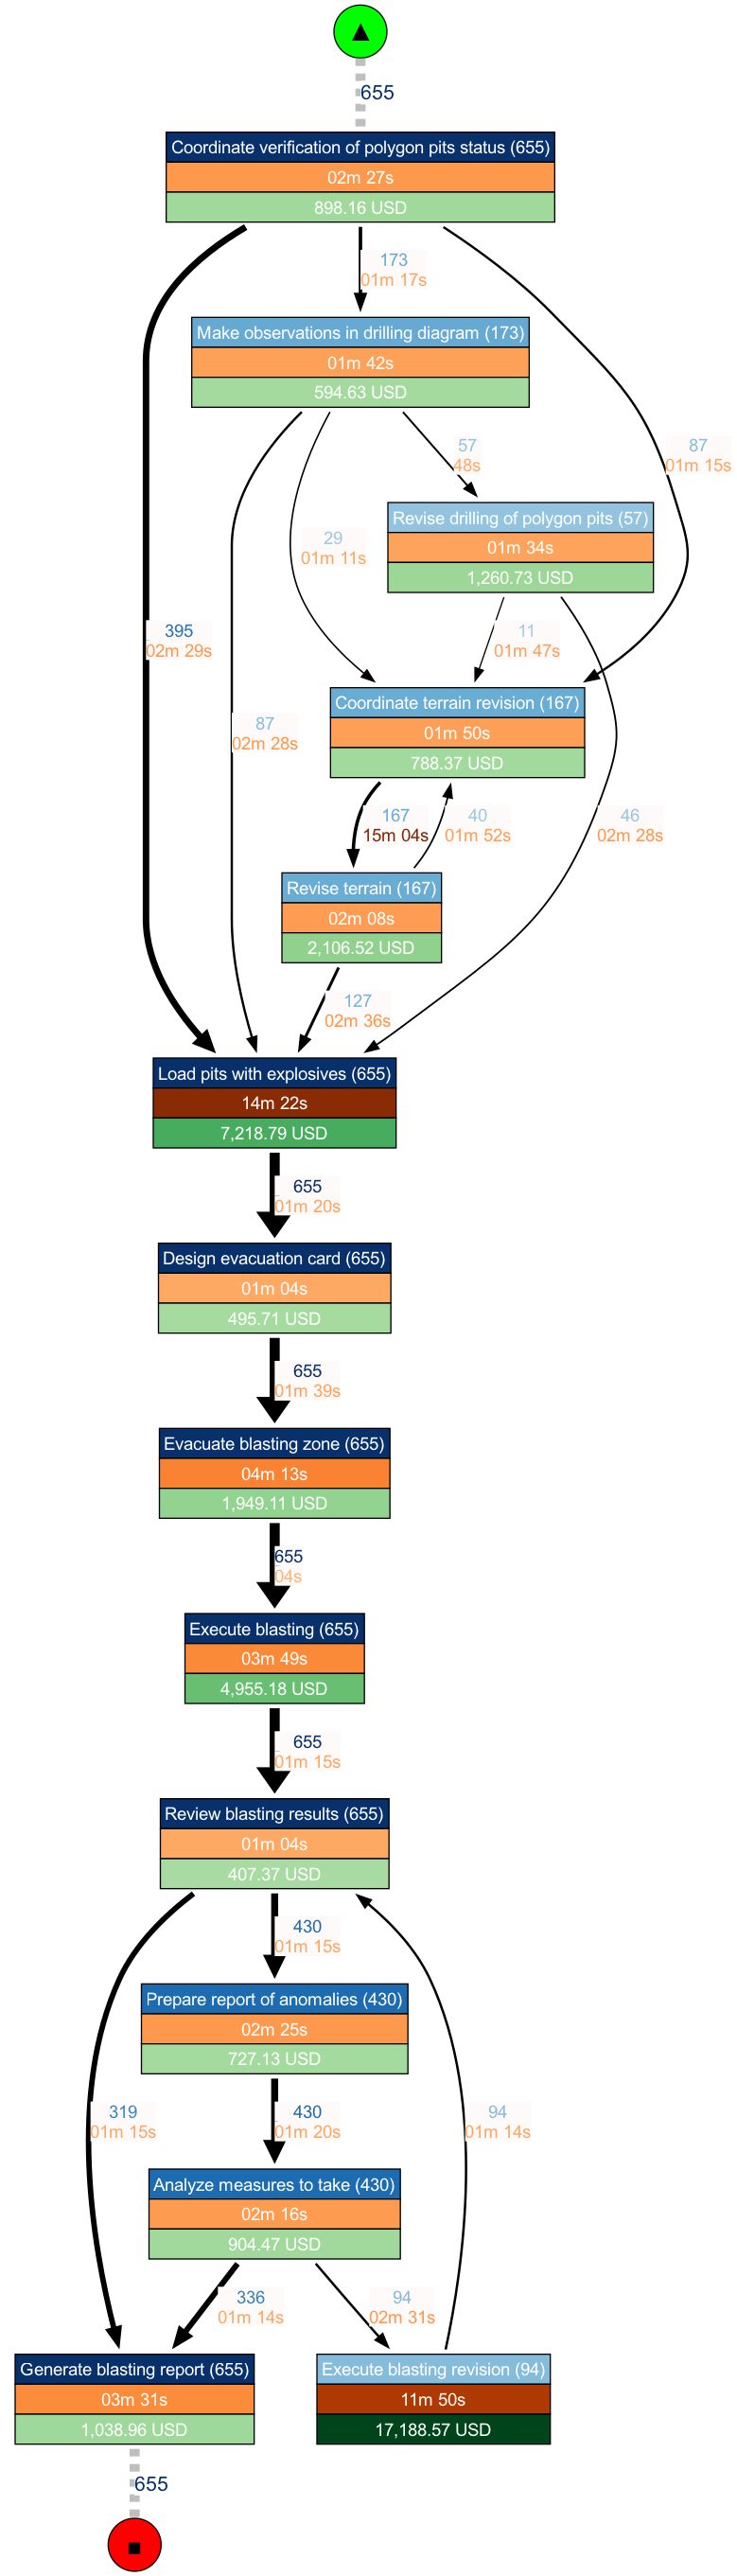 655
Coordinate verification of polygon pits status (655)
02m 27s
898.16 USD
173
01m 17s
Make observations in drilling diagram (173)
01m 42s
594.63 USD
57
48s
87
01m 15s
Revise drilling of polygon pits (57)
01m 34s
1,260.73 USD
29
01m 11s
395
02m 29s
11
01m 47s
Coordinate terrain revision (167)
01m 50s
788.37 USD
87
02m 28s
167
15m 04s
40
01m 52s
46
02m 28s
Revise terrain (167)
02m 08s
2,106.52 USD
127
02m 36s
Load pits with explosives (655)
14m 22s
7,218.79 USD
655
01m 20s
Design evacuation card (655)
01m 04s
495.71 USD
655
01m 39s
Evacuate blasting zone (655)
04m 13s
1,949.11 USD
655
04s
Execute blasting (655)
03m 49s
4,955.18 USD
655
01m 15s
Review blasting results (655)
01m 04s
407.37 USD
430
01m 15s
Prepare report of anomalies (430)
02m 25s
727.13 USD
319
01m 15s
430
01m 20s
94
01m 14s
Analyze measures to take (430)
02m 16s
904.47 USD
336
01m 14s
94
02m 31s
Generate blasting report (655)
03m 31s
1,038.96 USD
Execute blasting revision (94)
11m 50s
17,188.57 USD
655